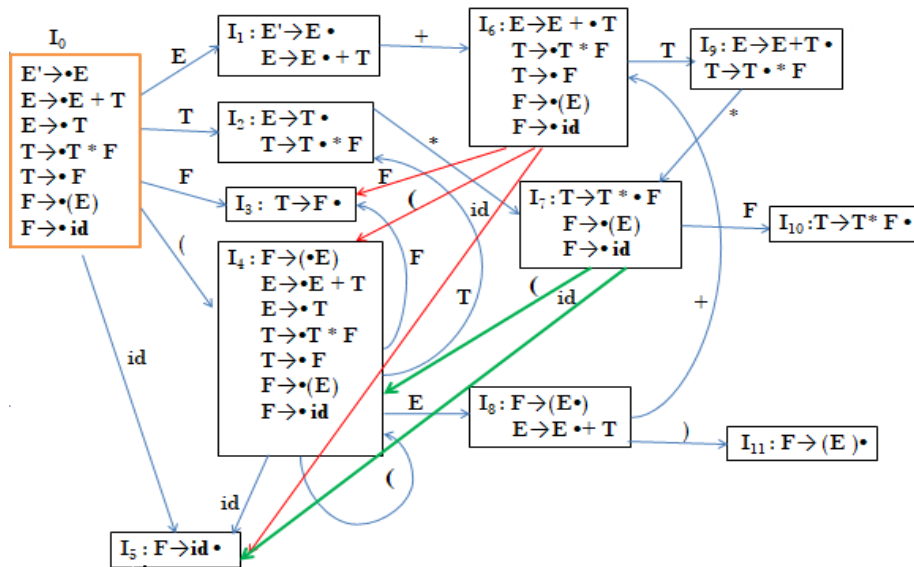 I₀
E'→•E
E→•E + T
E→• T
T→•T * F
T→• F
F→•(E)
F→• id
E
T
F
(
id
I₁ : E'→E •
E→E • + T
+
I₂ : E→T •
T→T • * F
*
I₃ : T→F •
I₄ : F→(•E)
E→•E + T
E→• T
T→•T * F
T→• F
F→•(E)
F→• id
F
T
E
(
id
I₅ : F→id •
I₆ : E→E + • T
T→•T * F
T→• F
F→•(E)
F→• id
T
F
(
id
I₉ : E→E+T •
T→T • * F
*
I₇ : T→T * • F
F→•(E)
F→• id
F
(
id
I₁₀ : T→T* F •
I₈ : F→(E•)
E→E •+ T
+
)
I₁₁ : F→(E )•